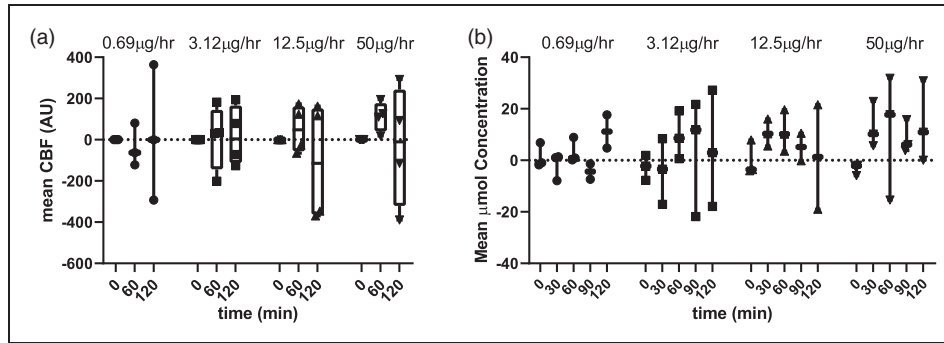 (a)
0.69µg/hr 3.12µg/hr 12.5µg/hr 50µg/hr
400
200
0
-200
-400
-600
mean CBF (AU)
0 60 120 0 60 120 0 60 120 0 60 120
time (min)
(b)
0.69µg/hr 3.12µg/hr 12.5µg/hr 50µg/hr
40
20
0
-20
-40
Mean µmol Concentration
0 30 60 90 120 0 30 60 90 120 0 30 60 90 120 0 30 60 90 120
time (min)